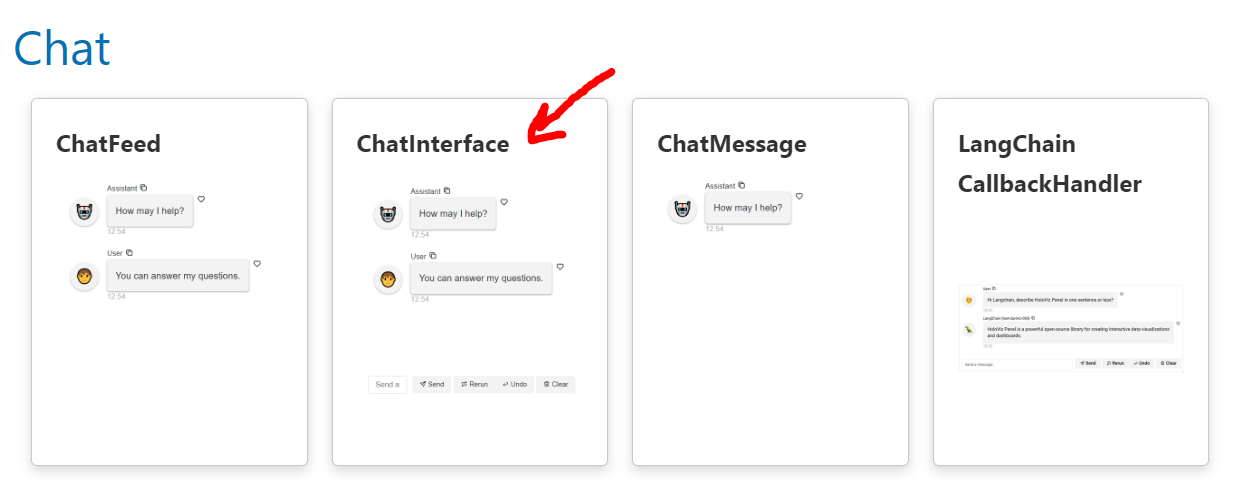 Chat
ChatFeed
Assistant
How may I help?
12:54
User
You can answer my questions.
12:54
ChatInterface
Assistant
How may I help?
12:54
User
You can answer my questions.
12:54
Send a
Send
Rerun
Undo
Clear
ChatMessage
Assistant
How may I help?
12:54
LangChain
CallbackHandler
User
Hi Langchain, describe HoloViz Panel in one sentence or less?
HoloViz Panel is a powerful open-source library for creating interactive data visualizations
and dashboards.
Send a message
Send
Rerun
Undo
Clear